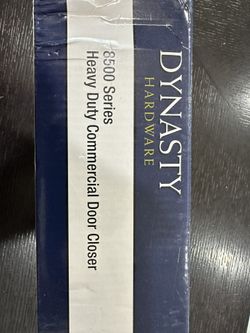 DYNASTY
HARDWARE
8500 Series
Heavy Duty Commercial Door Closer